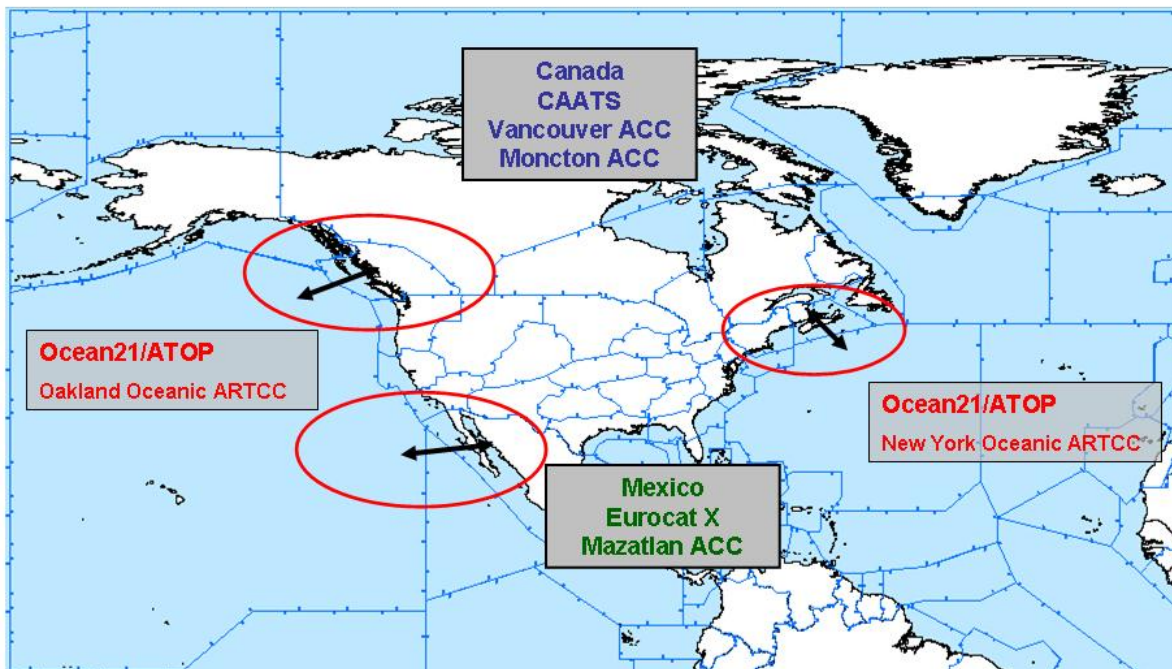 Canada
CAATS
Vancouver ACC
Moncton ACC
Ocean21/ATOP
Oakland Oceanic ARTCC
Ocean21/ATOP
New York Oceanic ARTCC
Mexico
Eurocat X
Mazatlan ACC